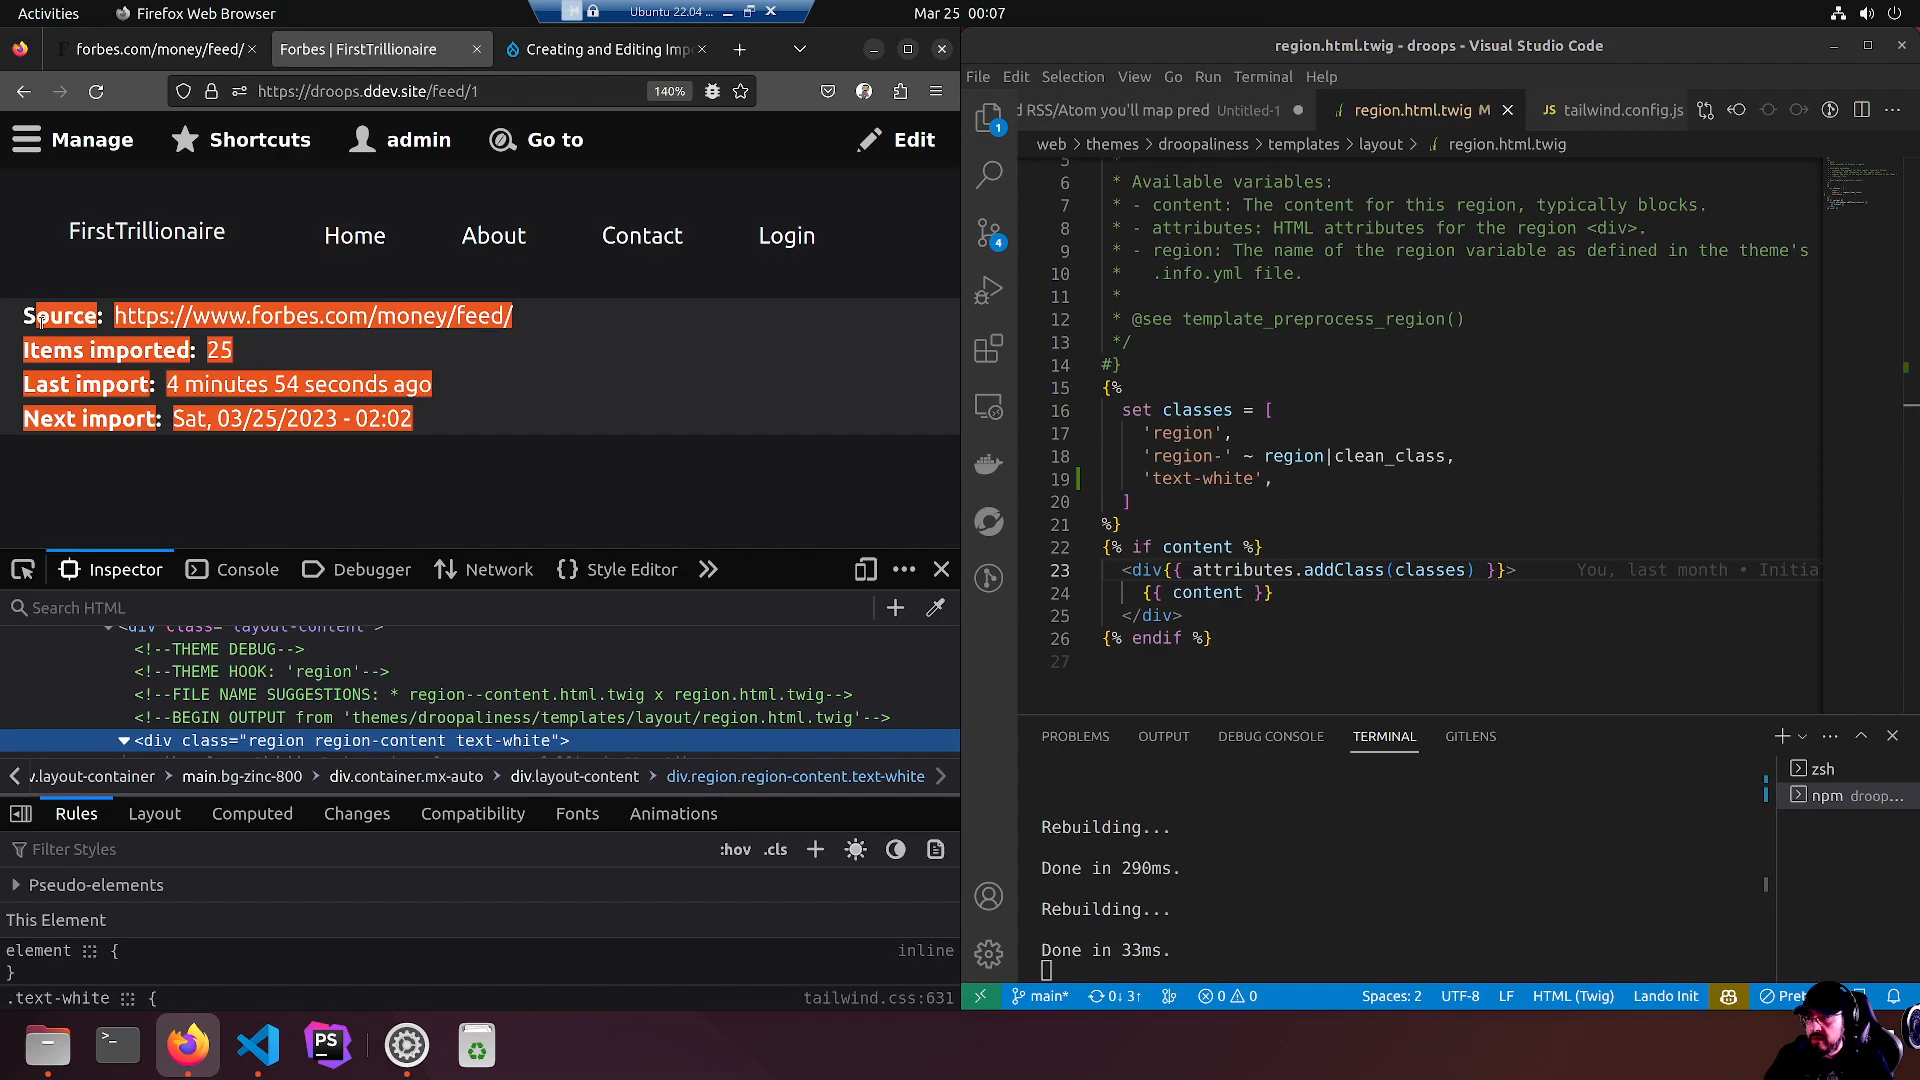 Activities
Firefox Web Browser
Ubuntu 22.04 ...
Mar 25 00:07
forbes.com/money/feed/
Forbes | FirstTrillionaire
Creating and Editing Imp
https://droops.ddev.site/feed/1
140%
Manage
Shortcuts
admin
Go to
Edit
FirstTrillionaire
Home
About
Contact
Login
Source: https://www.forbes.com/money/feed/
Items imported: 25
Last import: 4 minutes 54 seconds ago
Next import: Sat, 03/25/2023 - 02:02
Inspector
Console
Debugger
Network
Style Editor
Search HTML
<div class="layout-content">
<!--THEME DEBUG-->
<!--THEME HOOK: 'region'-->
<!--FILE NAME SUGGESTIONS: * region--content.html.twig x region.html.twig-->
<!--BEGIN OUTPUT from 'themes/droopaliness/templates/layout/region.html.twig'-->
<div class="region region-content text-white">
v.layout-container
main.bg-zinc-800
div.container.mx-auto
div.layout-content
div.region.region-content.text-white
Rules
Layout
Computed
Changes
Compatibility
Fonts
Animations
Filter Styles
:hov
.cls
Pseudo-elements
This Element
element {
inline
}
.text-white {
tailwind.css:631
region.html.twig - droops - Visual Studio Code
File
Edit
Selection
View
Go
Run
Terminal
Help
d RSS/Atom you'll map pred Untitled-1
region.html.twig M
JS tailwind.config.js
web > themes > droopaliness > templates > layout > region.html.twig
5 *
6 * Available variables:
7 * - content: The content for this region, typically blocks.
8 * - attributes: HTML attributes for the region <div>.
9 * - region: The name of the region variable as defined in the theme's
10 *   .info.yml file.
11 *
12 * @see template_preprocess_region()
13 */
14 #}
15 {%
16 set classes = [
17 'region',
18 'region-' ~ region|clean_class,
19 'text-white',
20 ]
21 %}
22 {% if content %}
23 <div{{ attributes.addClass(classes) }}> You, last month • Initia
24 {{ content }}
25 </div>
26 {% endif %}
27
1
4
PROBLEMS
OUTPUT
DEBUG CONSOLE
TERMINAL
GITLENS
zsh
npm droop...
Rebuilding...
Done in 290ms.
Rebuilding...
Done in 33ms.
main*
0↓ 3↑
0
0
Spaces: 2
UTF-8
LF
HTML (Twig)
Lando Init
Pret
>_
PS